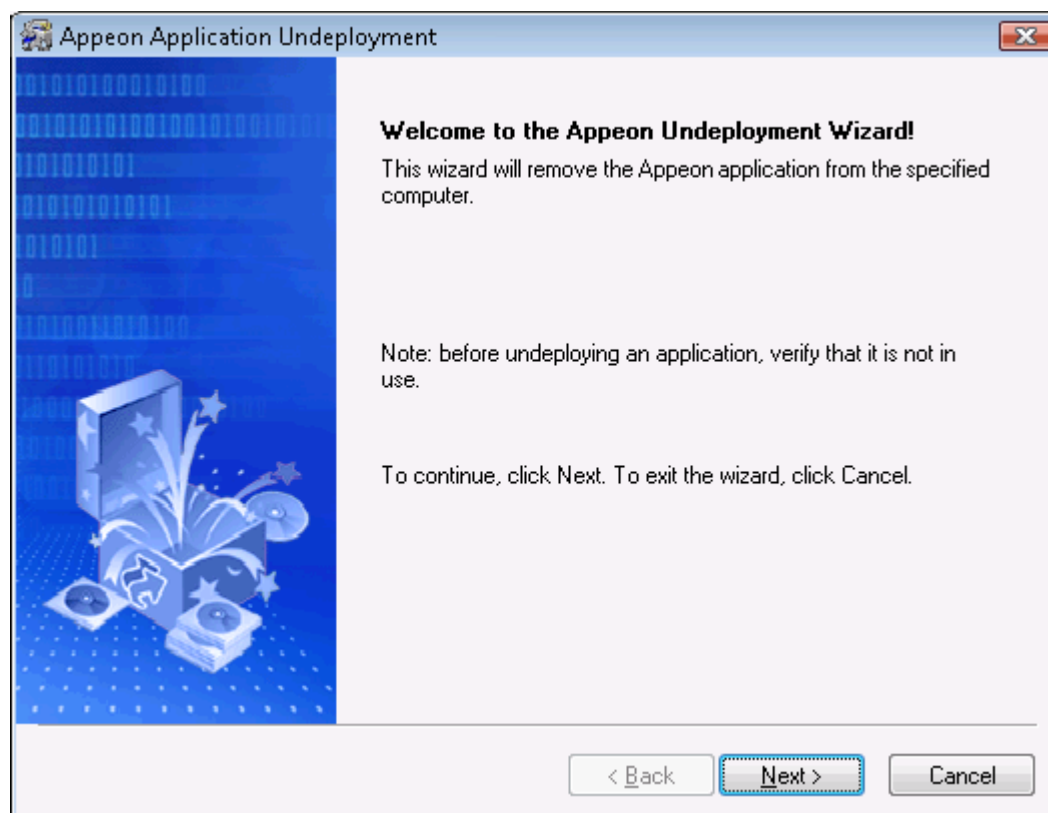 Appeon Application Undeployment
Welcome to the Appeon Undeployment Wizard!
This wizard will remove the Appeon application from the specified
computer.
Note: before undeploying an application, verify that it is not in
use.
To continue, click Next. To exit the wizard, click Cancel.
< Back
Next >
Cancel